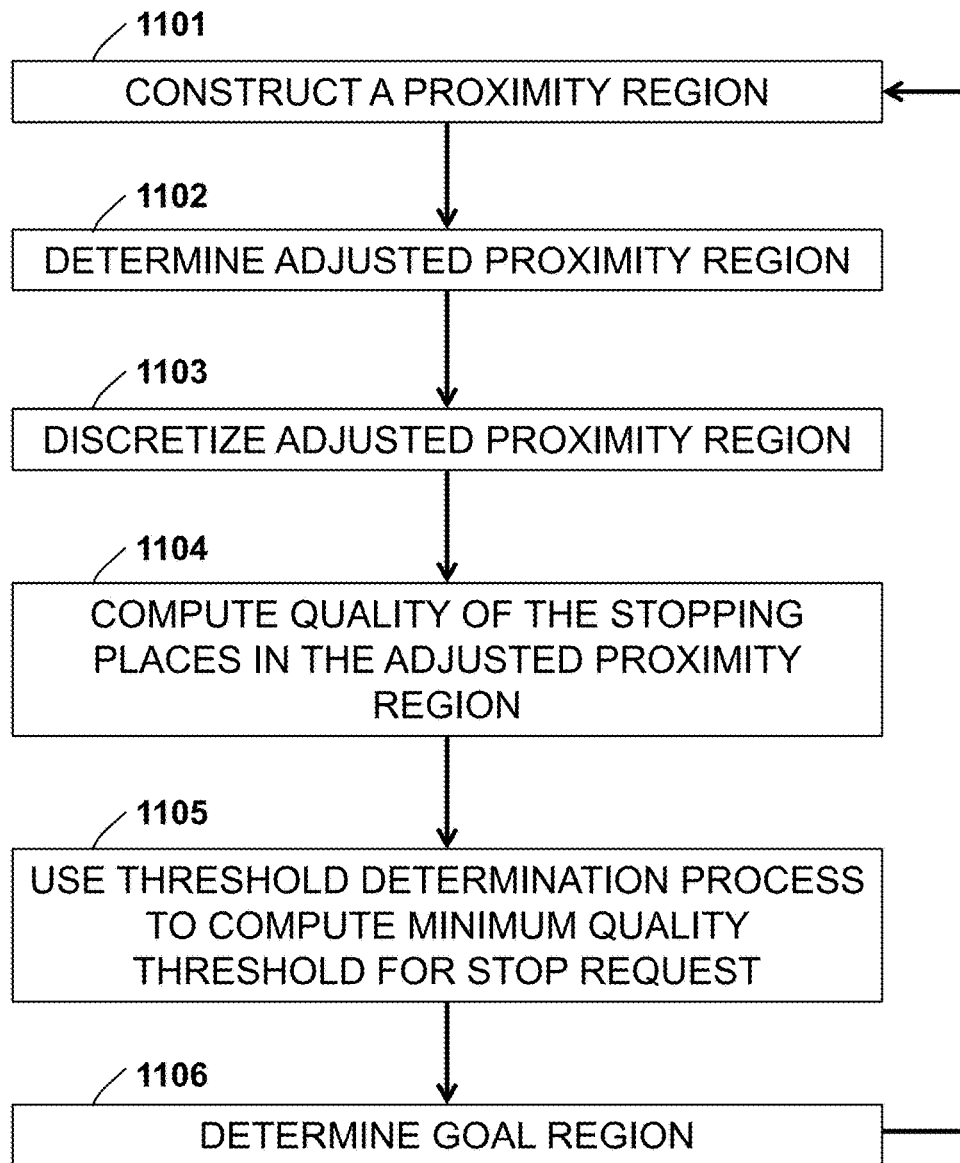 1101
CONSTRUCT A PROXIMITY REGION
1102
DETERMINE ADJUSTED PROXIMITY REGION
1103
DISCRETIZE ADJUSTED PROXIMITY REGION
1104
COMPUTE QUALITY OF THE STOPPING
PLACES IN THE ADJUSTED PROXIMITY
REGION
1105
USE THRESHOLD DETERMINATION PROCESS
TO COMPUTE MINIMUM QUALITY
THRESHOLD FOR STOP REQUEST
1106
DETERMINE GOAL REGION